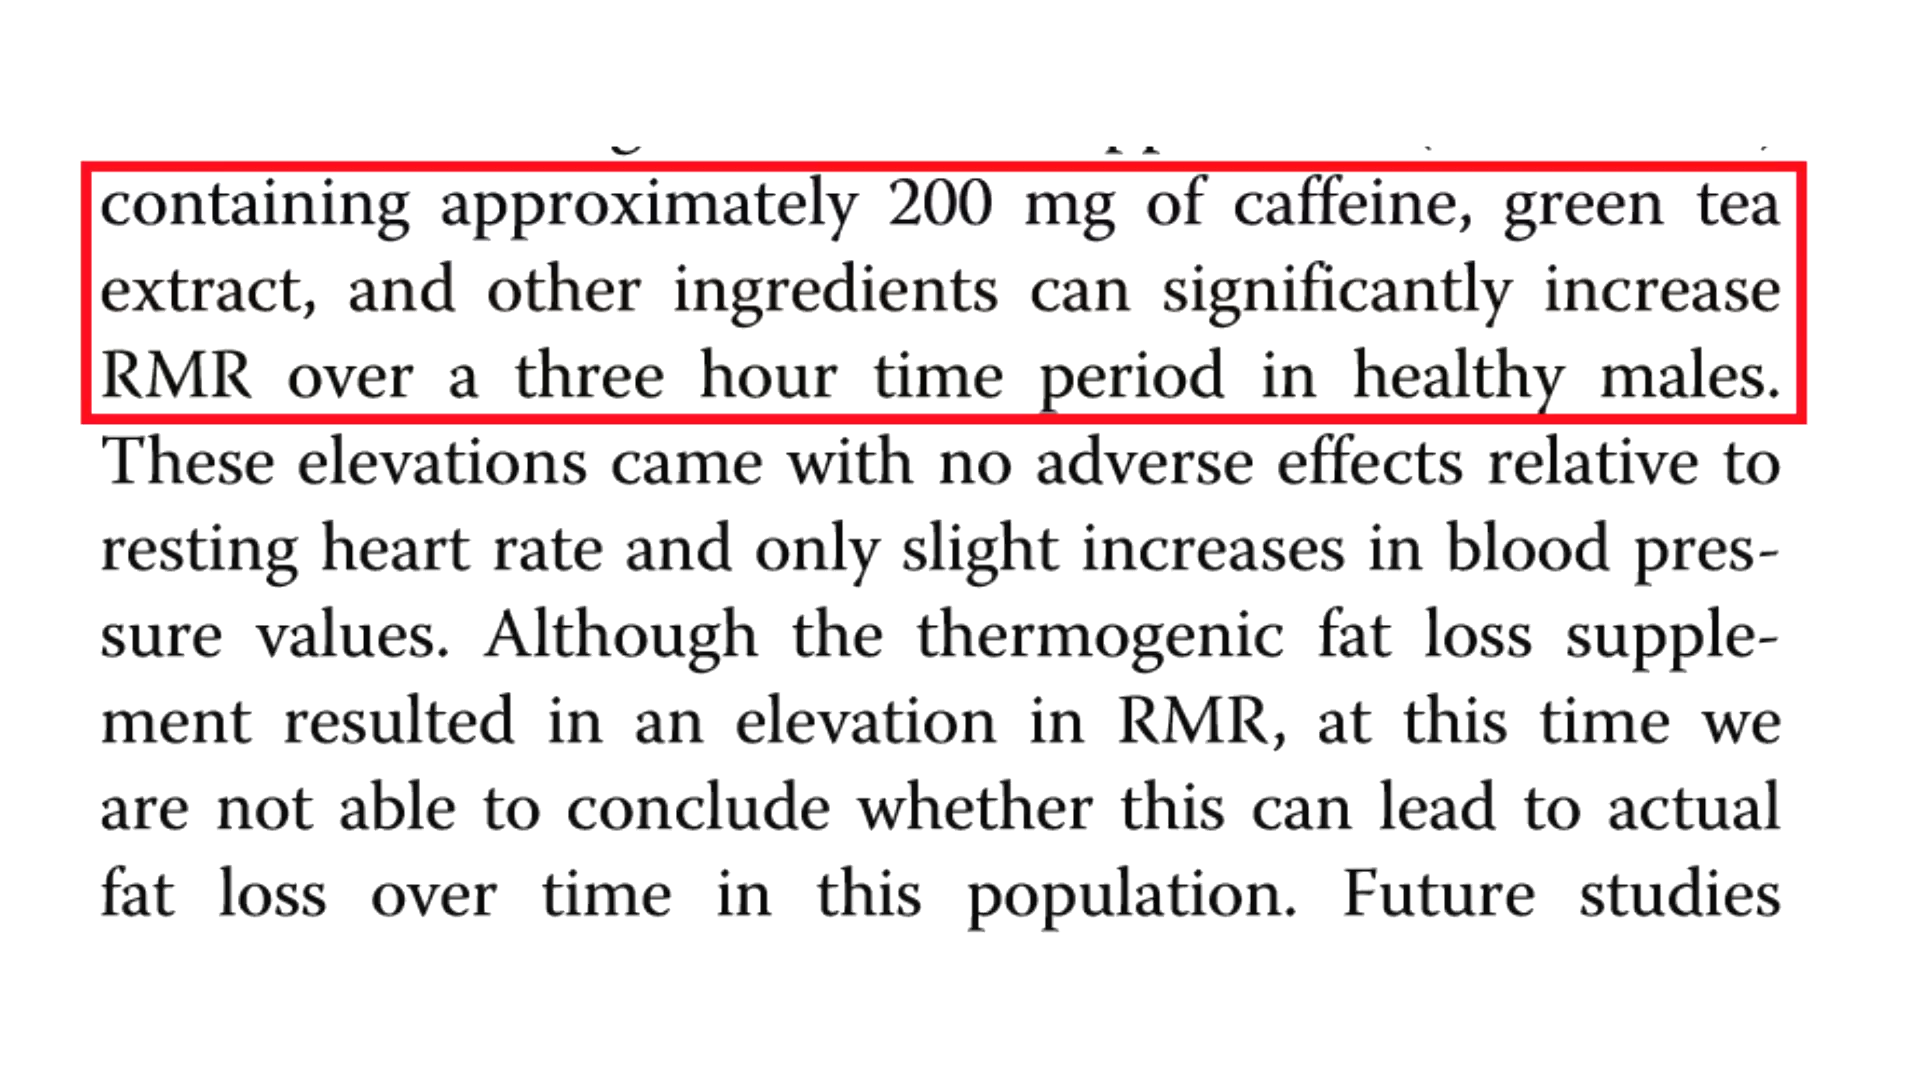 containing approximately 200 mg of caffeine, green tea
extract, and other ingredients can significantly increase
RMR over a three hour time period in healthy males.
These elevations came with no adverse effects relative to
resting heart rate and only slight increases in blood pres-
sure values. Although the thermogenic fat loss supple-
ment resulted in an elevation in RMR, at this time we
are not able to conclude whether this can lead to actual
fat loss over time in this population. Future studies